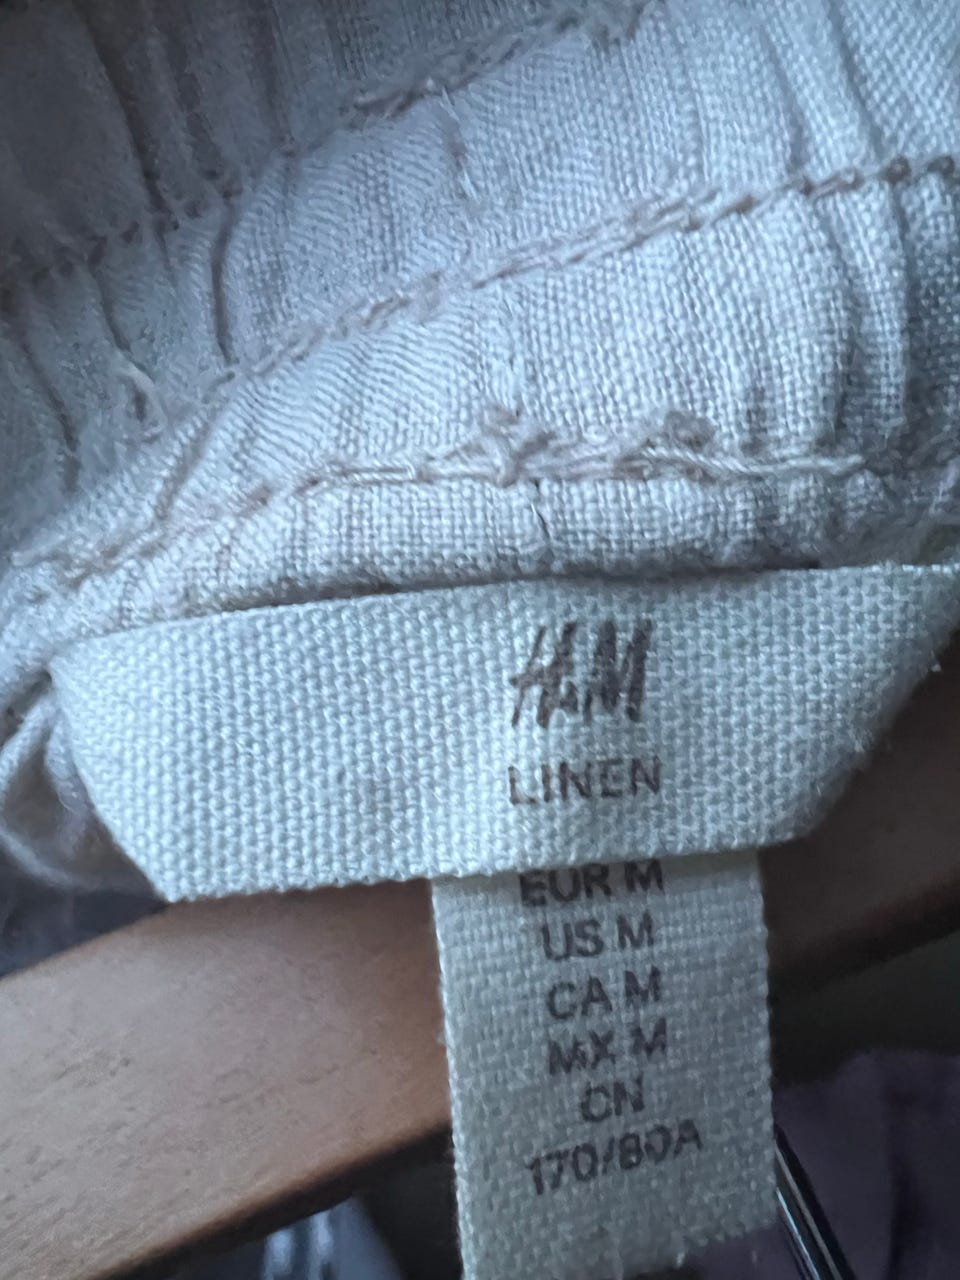 H&M
LINEN
EUR M
US M
CA M
MX M
CN
170/80A